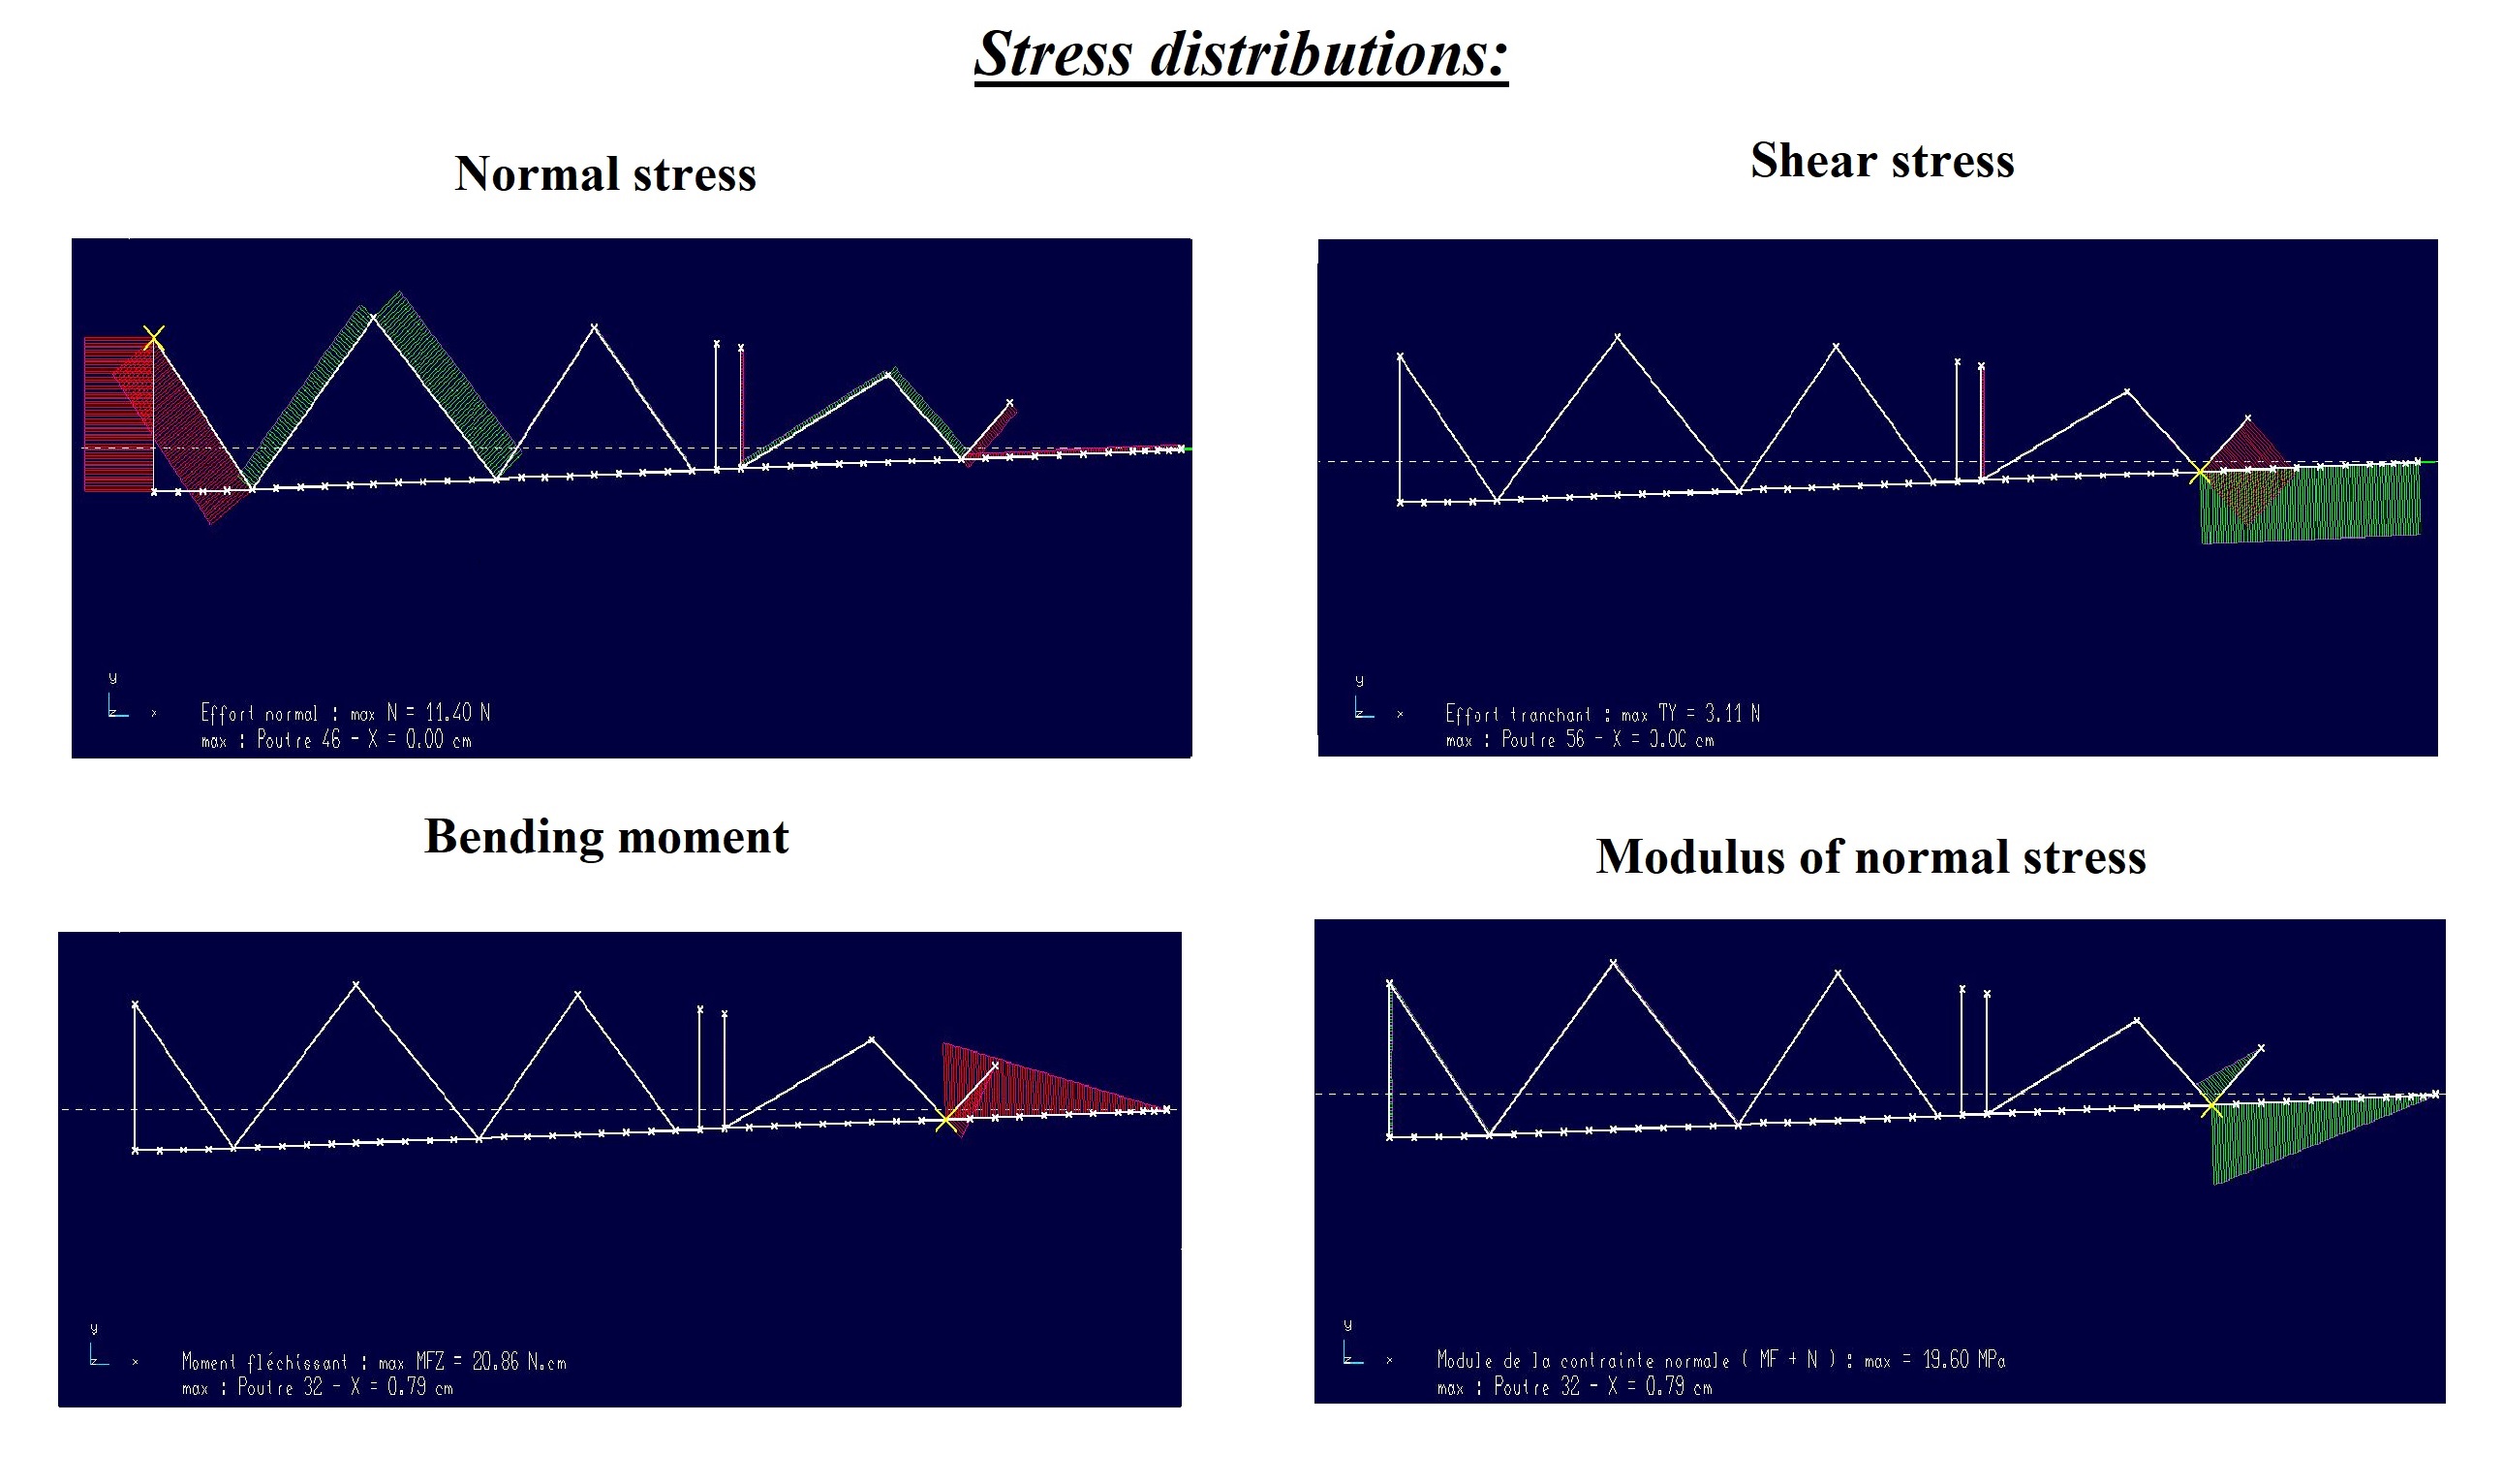 Stress distributions:
Normal stress
Shear stress
y
z x
Effort normal : max N = 11.40 N
max : Poutre 46 - X = 0.00 cm
y
z x
Effort tranchant : max TY = 3.11 N
max : Poutre 56 - X = 0.00 cm
Bending moment
Modulus of normal stress
y
z x
Moment fléchissant : max MFZ = 20.86 N.cm
max : Poutre 32 - X = 0.79 cm
y
z x
Module de la contrainte normale ( MF + N ) : max = 19.60 MPa
max : Poutre 32 - X = 0.79 cm